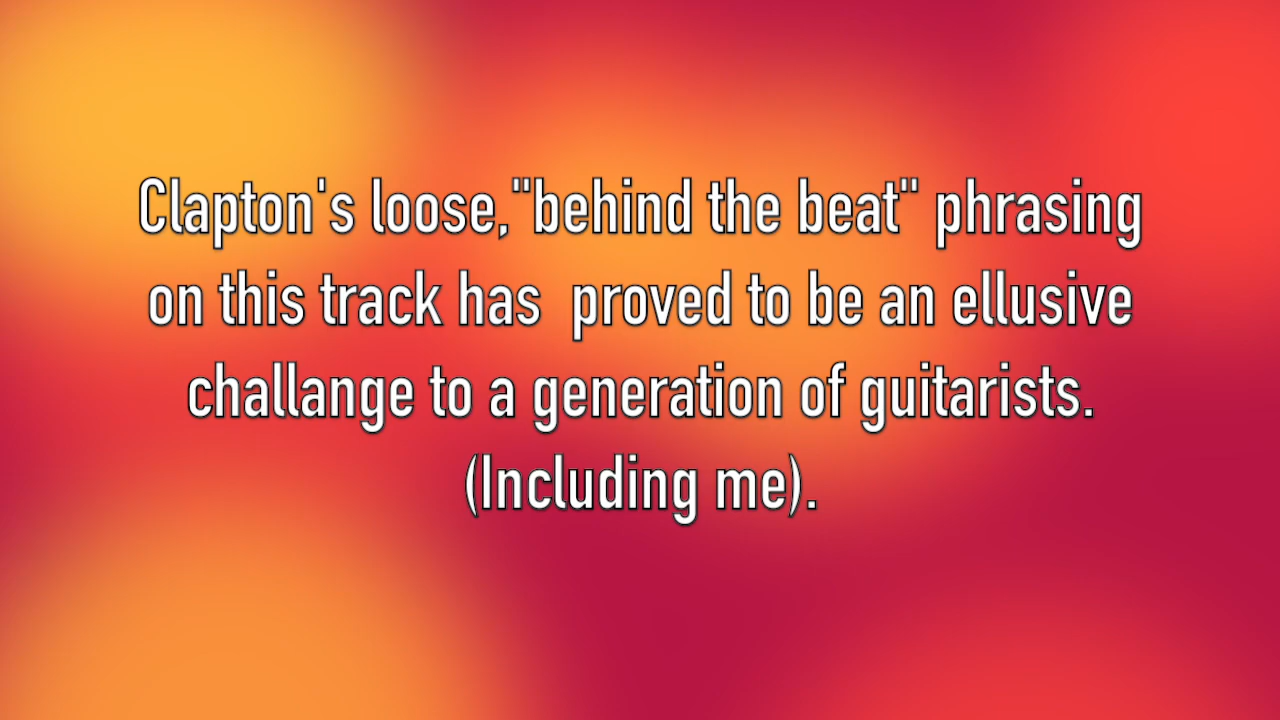 Clapton's loose,"behind the beat" phrasing
on this track has  proved to be an ellusive
challange to a generation of guitarists.
(Including me).